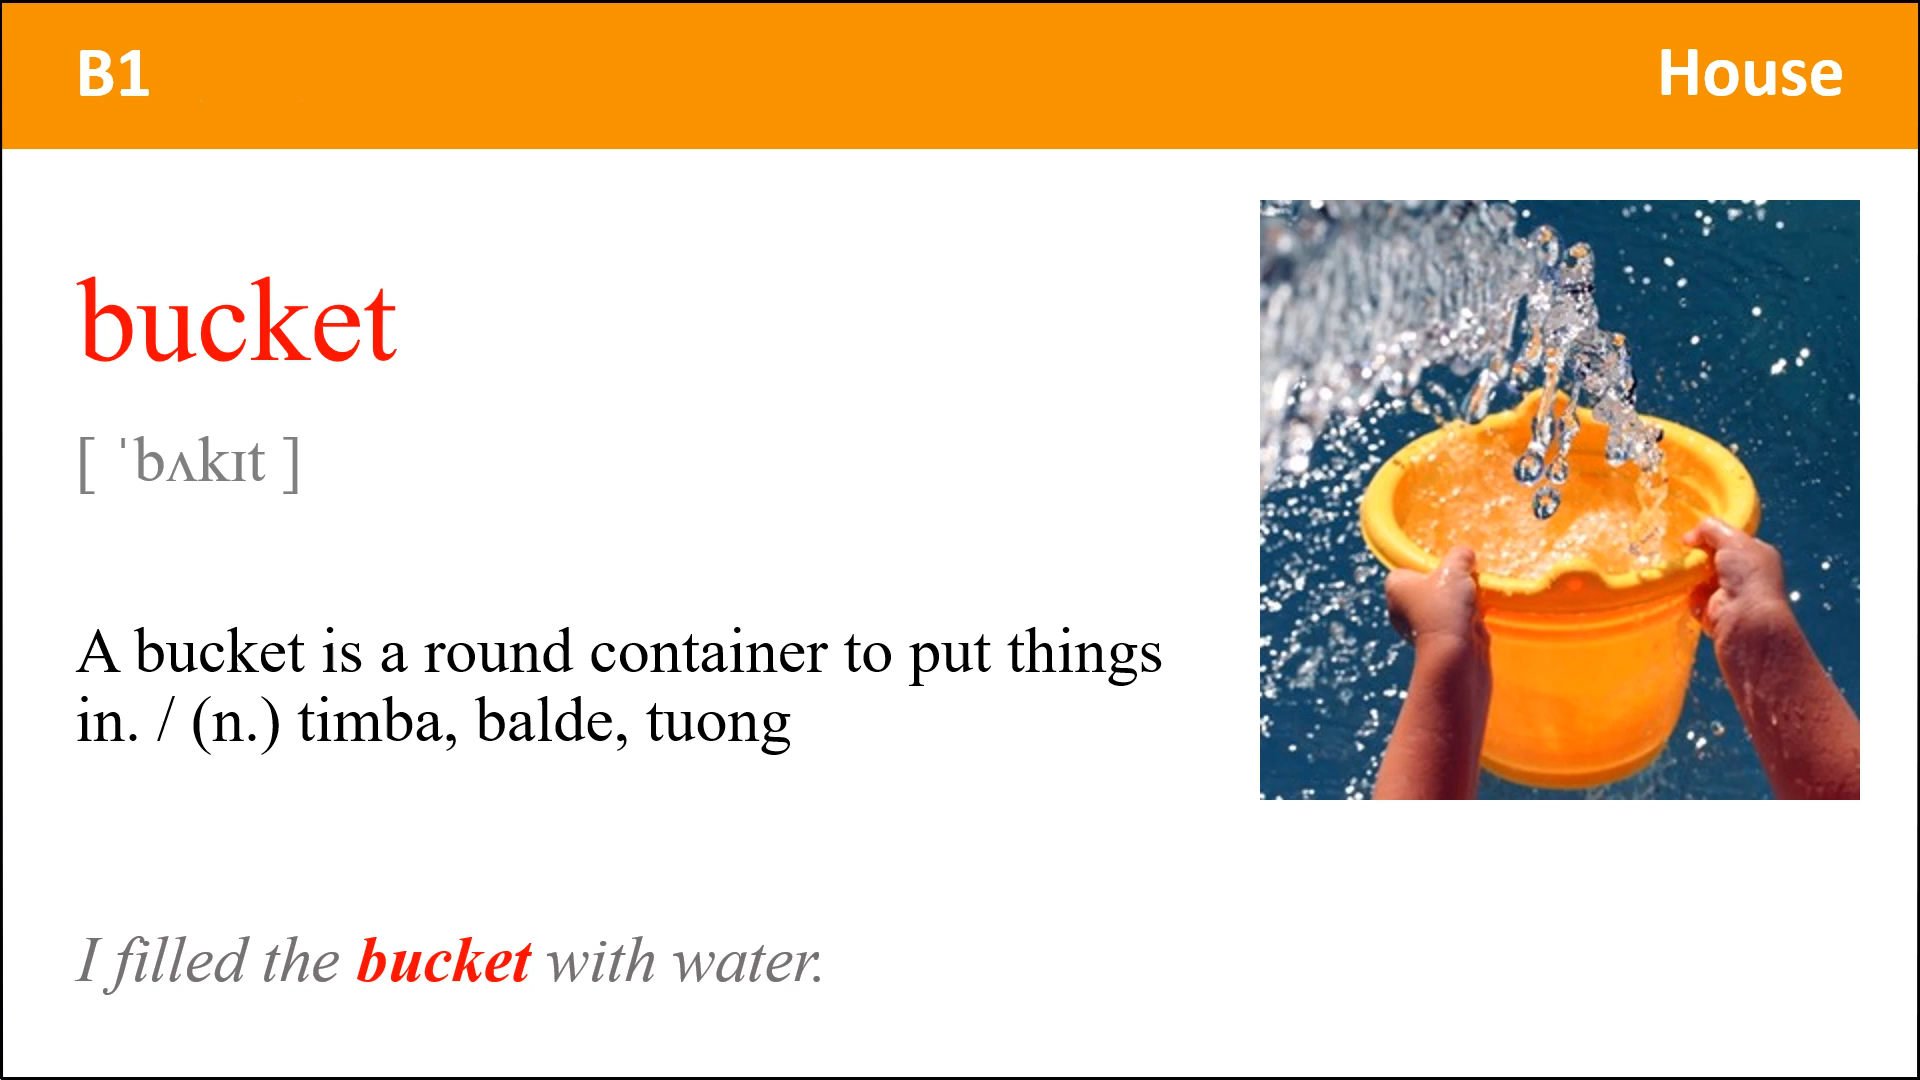 B1
House
bucket
[ ˈbʌkɪt ]
A bucket is a round container to put things
in. / (n.) timba, balde, tuong
I filled the bucket with water.